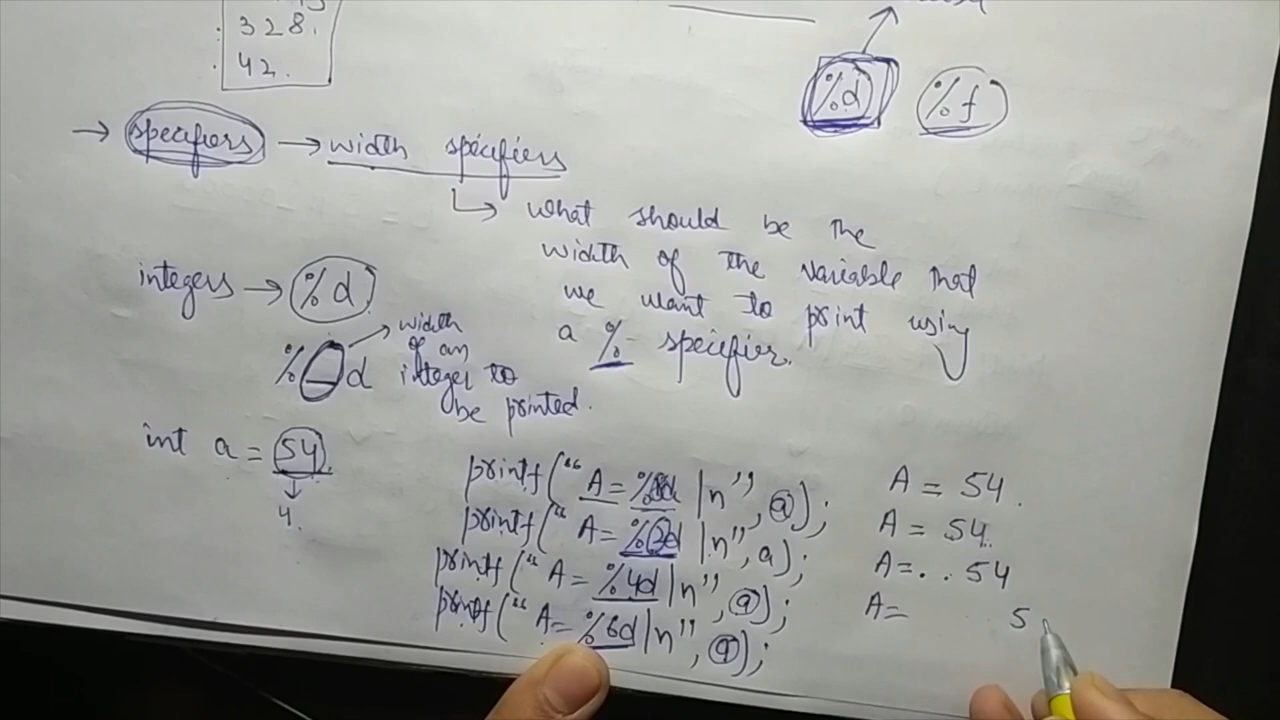 328.
42.
%d %f
→ specifiers → width specifiers
↳ what should be the
width of the variable that
we want to print using
a % specifier.
integers → %d
% _ d → width
of an
integer to
be printed.
int a = 54.
4.
printf("A = %d \n", a); A = 54.
printf("A = %2d \n", a); A = 54.
printf("A = %4d \n", a); A = . . 54
printf("A = %6d \n", a); A = 5